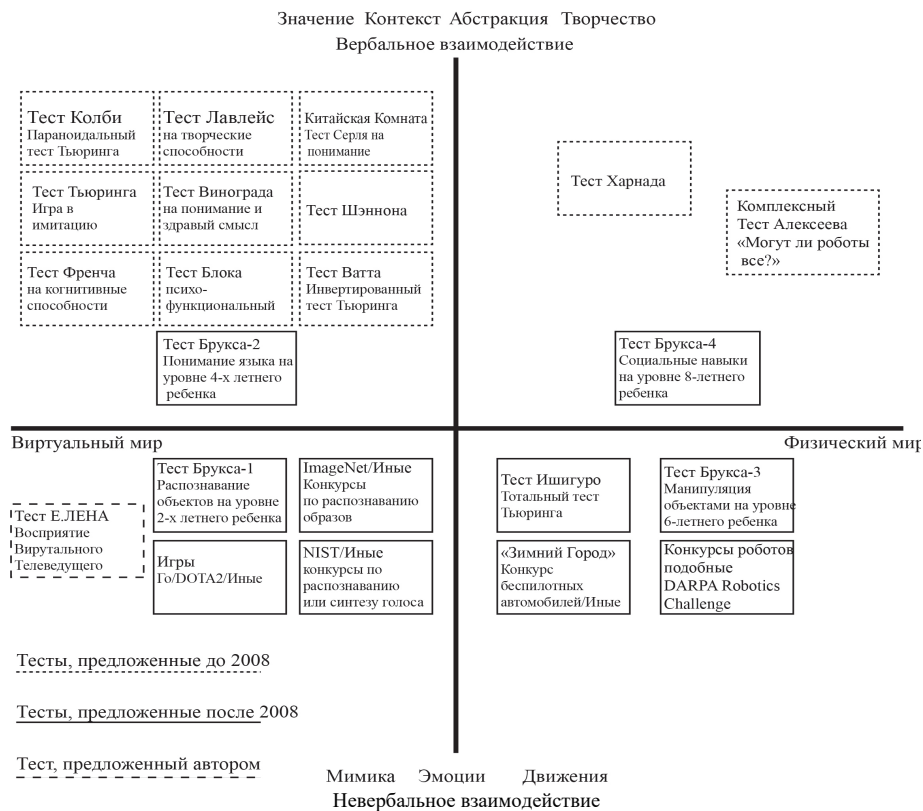 Значение Контекст Абстракция Творчество
Вербальное взаимодействие
Тест Колби
Параноидальный
тест Тьюринга
Тест Лавлейс
на творческие
способности
Китайская Комната
Тест Серля на
понимание
Тест Тьюринга
Игра в
имитацию
Тест Винограда
на понимание и
здравый смысл
Тест Шэннона
Тест Френча
на когнитивные
способности
Тест Блока
психо-
функциональный
Тест Ватта
Инвертированный
тест Тьюринга
Тест Брукса-2
Понимание языка на
уровне 4-х летнего
ребенка
Тест Харнада
Комплексный
Тест Алексеева
«Могут ли роботы
все?»
Тест Брукса-4
Социальные навыки
на уровне 8-летнего
ребенка
Виртуальный мир
Физический мир
Тест Е.ЛЕНА
Восприятие
Вирутального
Телеведущего
Тест Брукса-1
Распознавание
объектов на уровне
2-х летнего ребенка
ImageNet/Иные
Конкурсы
по распознаванию
образов
Игры
Го/DOTA2/Иные
NIST/Иные
конкурсы по
распознаванию
или синтезу голоса
Тест Ишигуро
Тотальный тест
Тьюринга
Тест Брукса-3
Манипуляция
объектами на уровне
6-летнего ребенка
«Зимний Город»
Конкурс
беспилотных
автомобилей/Иные
Конкурсы роботов
подобные
DARPA Robotics
Challenge
Тесты, предложенные до 2008
Тесты, предложенные после 2008
Тест, предложенный автором
Мимика Эмоции Движения
Невербальное взаимодействие